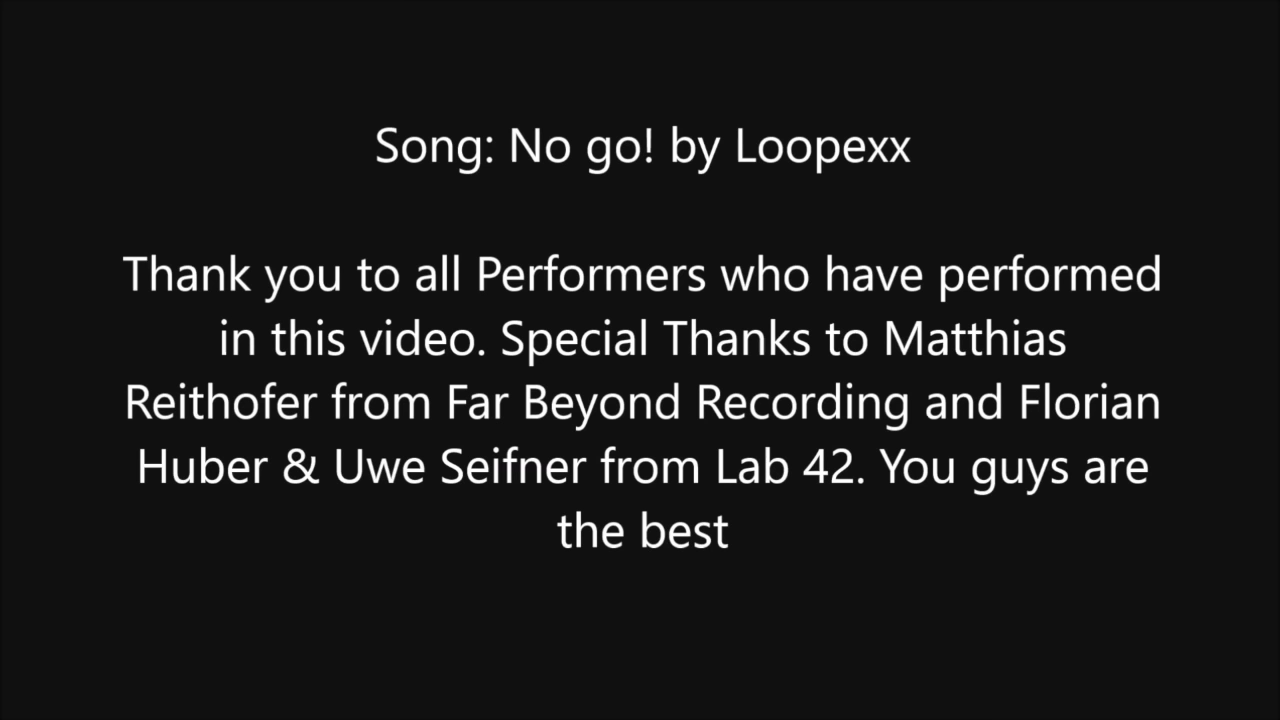 Song: No go! by Loopexx
Thank you to all Performers who have performed
in this video. Special Thanks to Matthias
Reithofer from Far Beyond Recording and Florian
Huber & Uwe Seifner from Lab 42. You guys are
the best